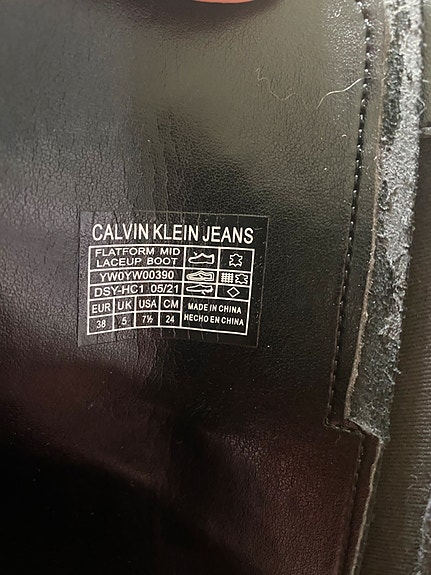 CALVIN KLEIN JEANS
FLATFORM MID
LACEUP BOOT
YW0YW00390
DSY-HC1 05/21
EUR UK USA CM
38 5 7½ 24
MADE IN CHINA
HECHO EN CHINA